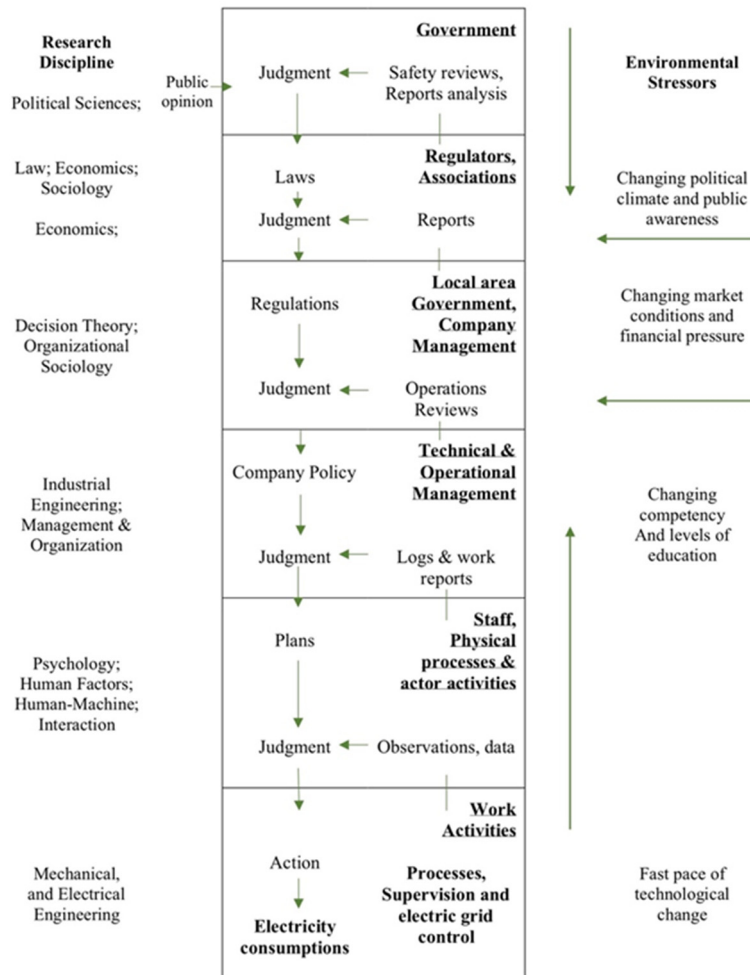 Research
Discipline
Political Sciences;
Public
opinion
Government
Judgment
Safety reviews,
Reports analysis
Environmental
Stressors
Law; Economics;
Sociology
Economics;
Laws
Judgment
Regulators,
Associations
Reports
Changing political
climate and public
awareness
Decision Theory;
Organizational
Sociology
Regulations
Judgment
Local area
Government,
Company
Management
Operations
Reviews
Changing market
conditions and
financial pressure
Industrial
Engineering;
Management &
Organization
Company Policy
Judgment
Technical &
Operational
Management
Logs & work
reports
Changing
competency
And levels of
education
Psychology;
Human Factors;
Human-Machine;
Interaction
Plans
Judgment
Staff,
Physical
processes &
actor activities
Observations, data
Mechanical,
and Electrical
Engineering
Action
Electricity
consumptions
Work
Activities
Processes,
Supervision and
electric grid
control
Fast pace of
technological
change